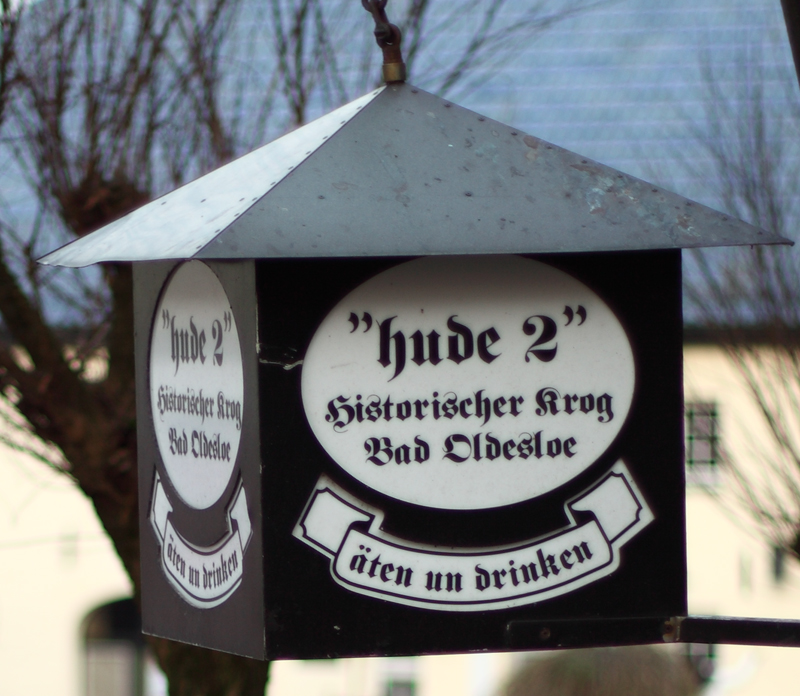 "hude 2"
Historischer Krog
Bad Oldesloe
äten un drinken
"hude 2"
Historischer Krog
Bad Oldesloe
äten un drinken